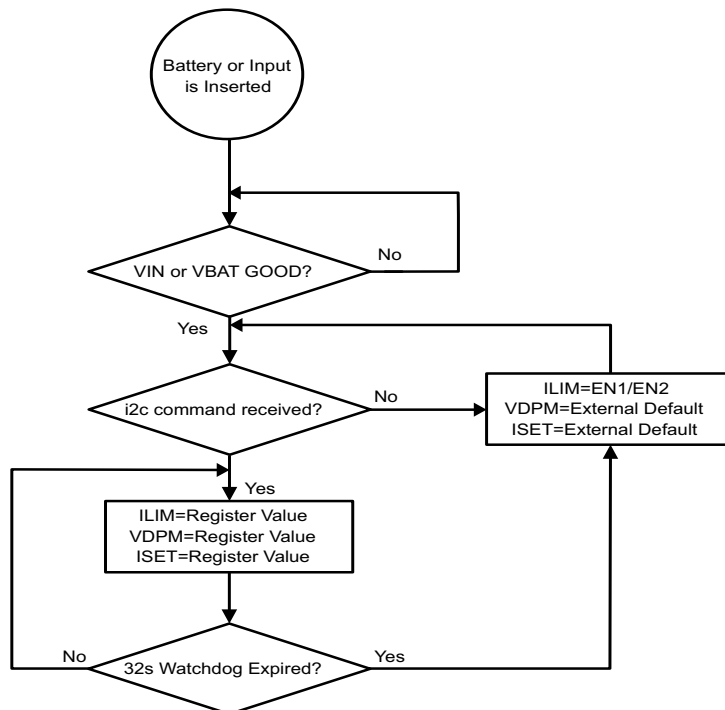 Battery or Input
is Inserted
VIN or VBAT GOOD?
No
Yes
i2c command received?
No
ILIM=EN1/EN2
VDPM=External Default
ISET=External Default
Yes
ILIM=Register Value
VDPM=Register Value
ISET=Register Value
No
32s Watchdog Expired?
Yes